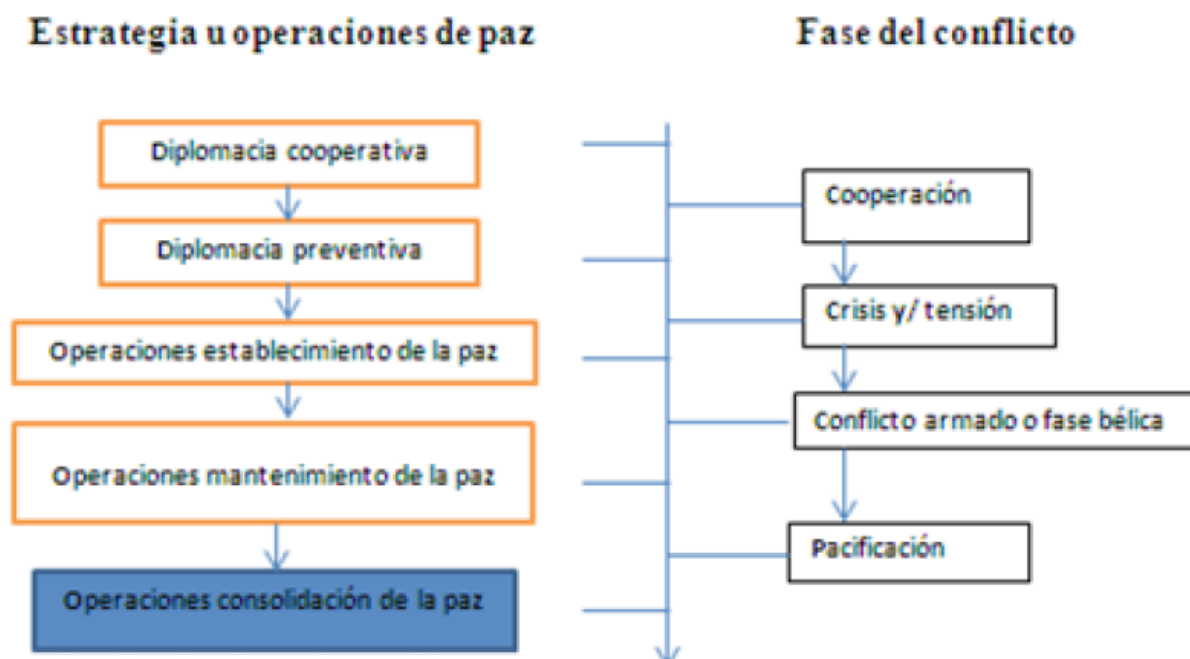 Estrategia u operaciones de paz
Fase del conflicto
Diplomacia cooperativa
Diplomacia preventiva
Operaciones establecimiento de la paz
Operaciones mantenimiento de la paz
Operaciones consolidación de la paz
Cooperación
Crisis y/ tensión
Conflicto armado o fase bélica
Pacificación